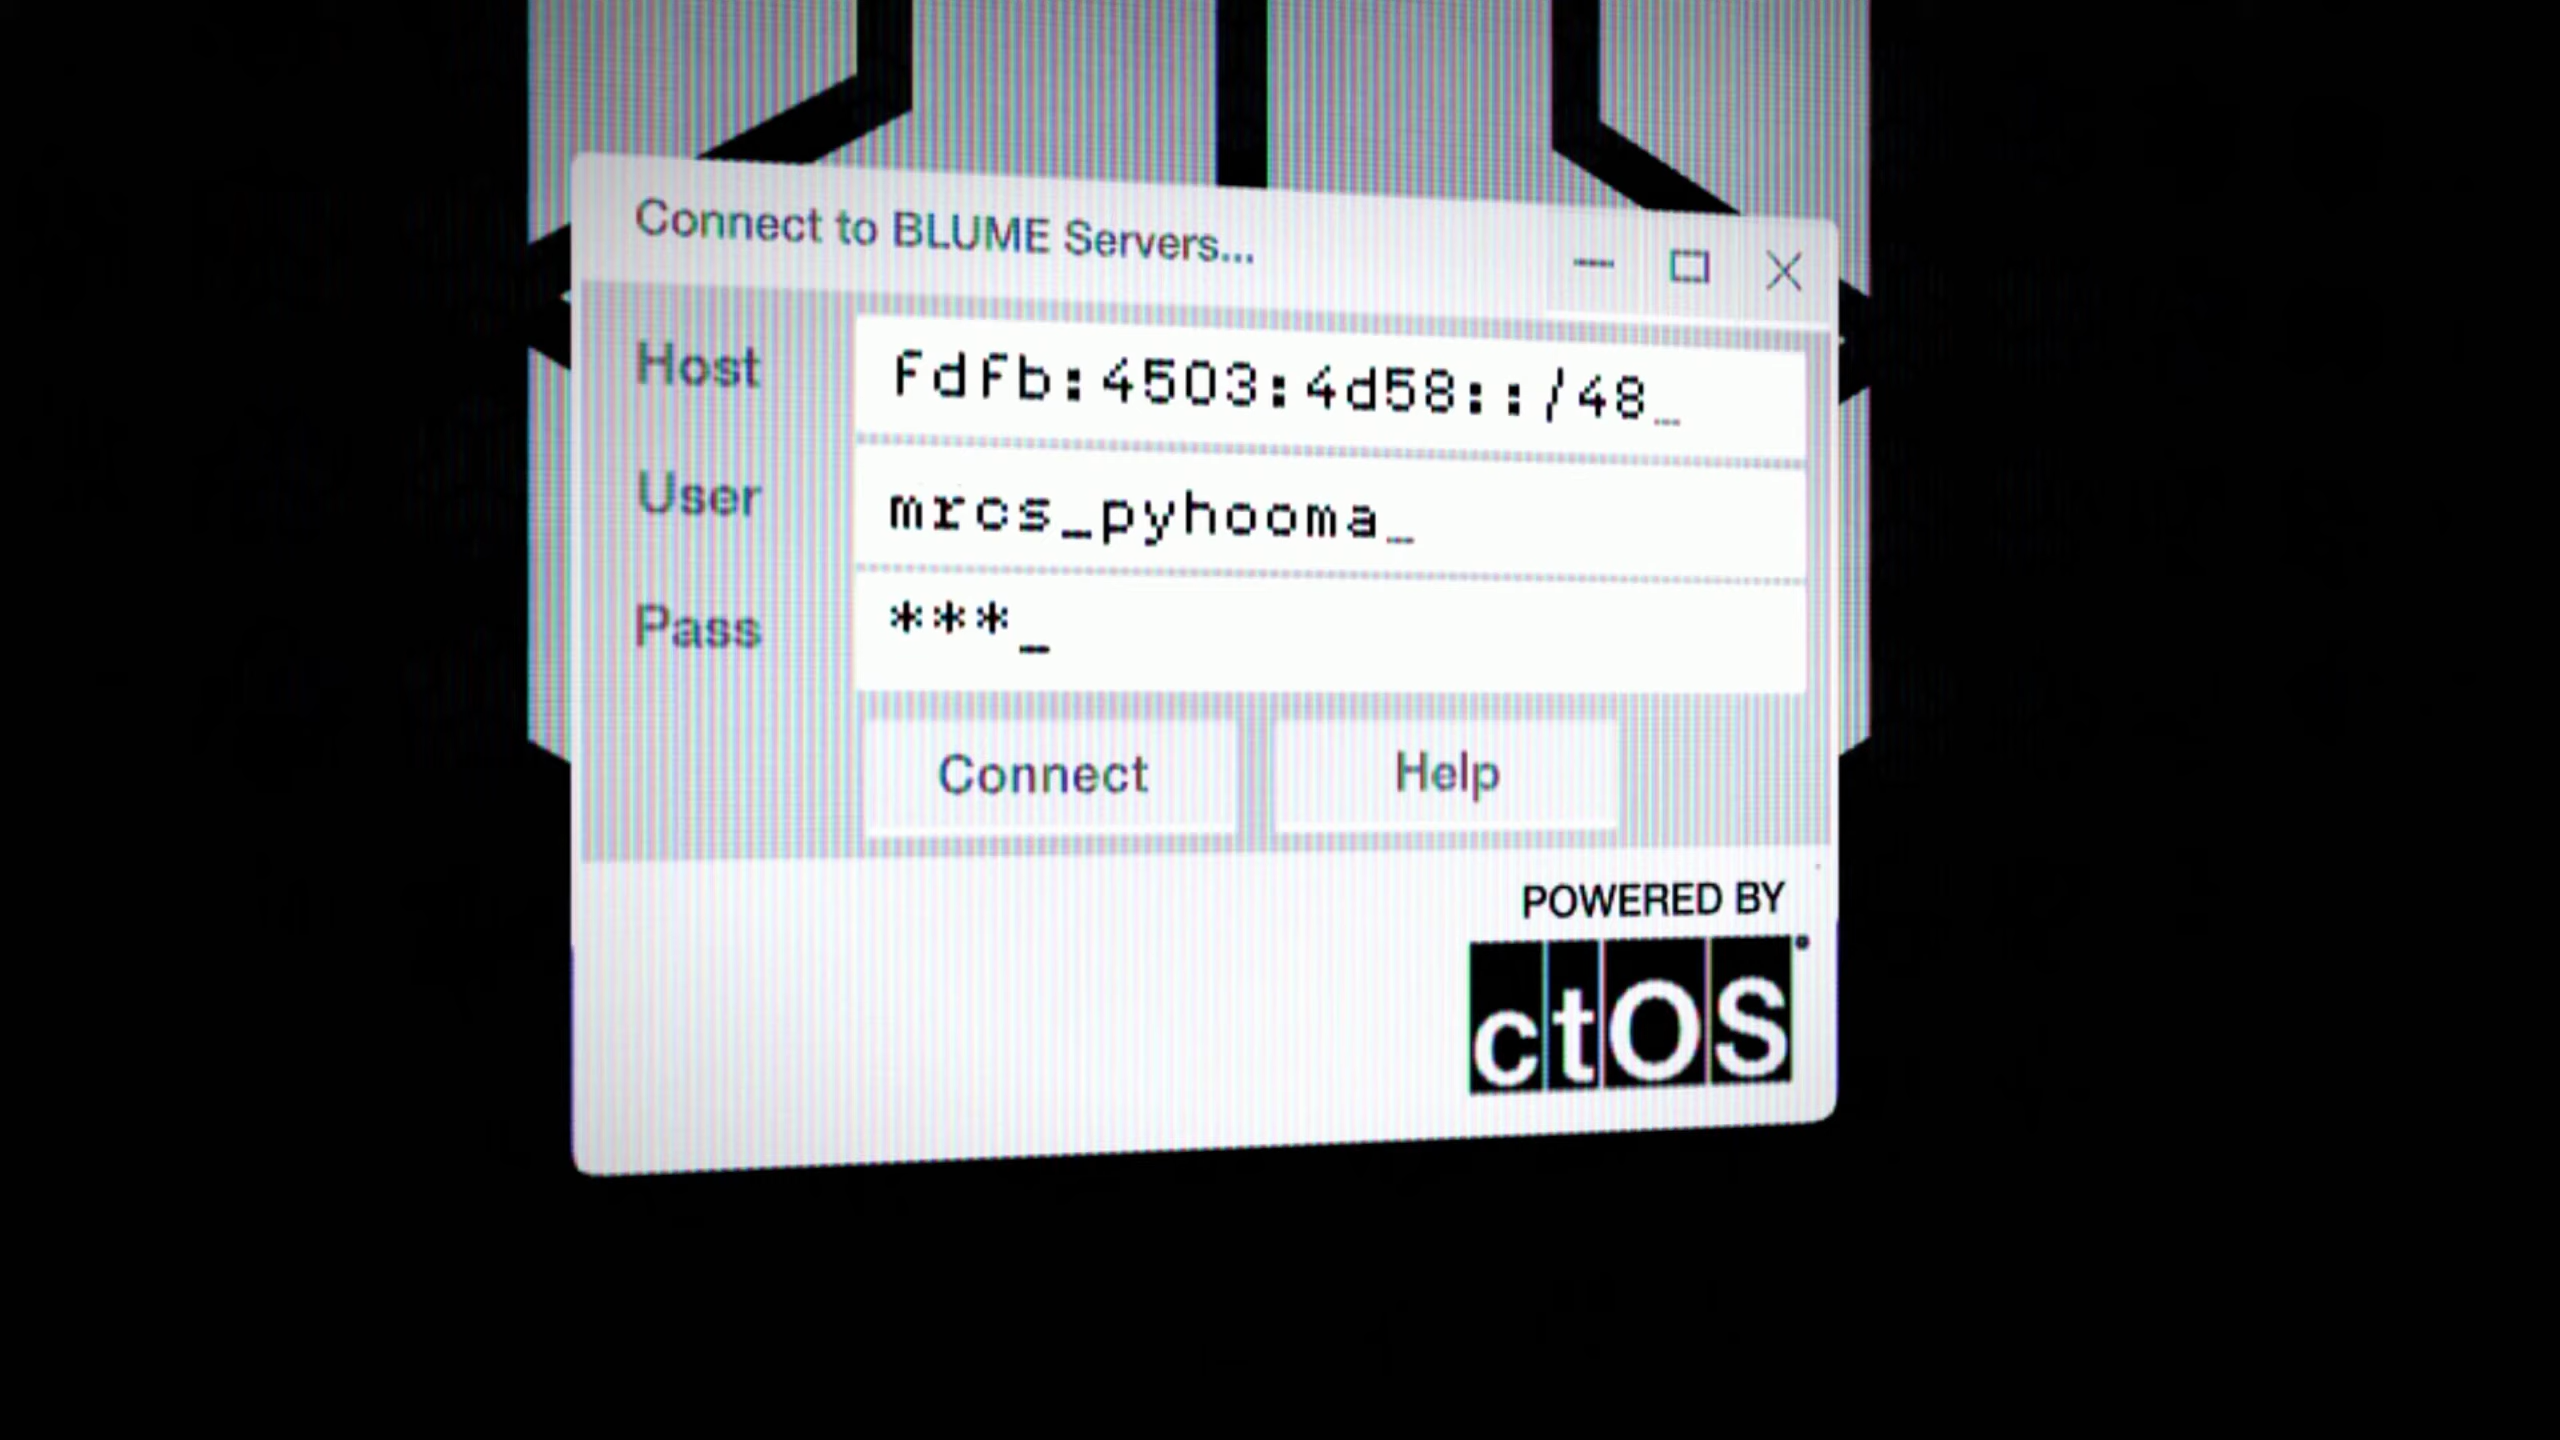 Connect to BLUME Servers...
Host fdfb:4503:4d58::/48_
User mrcs_pyhooma_
Pass ***_
Connect Help
POWERED BY
ctOS